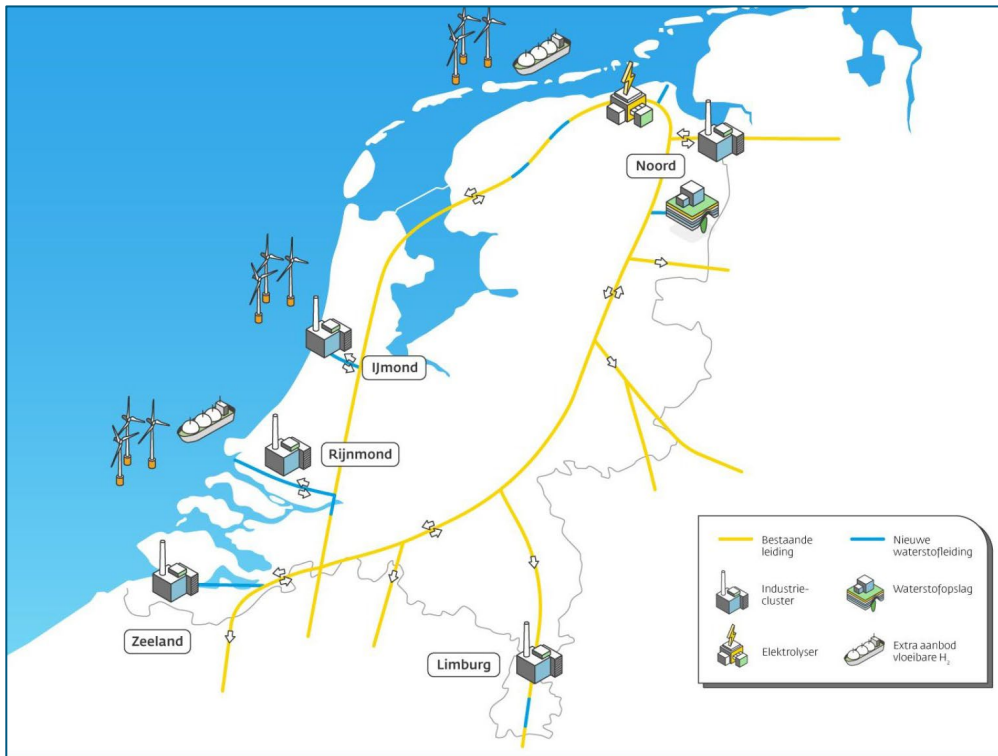 Noord
IJmond
Rijnmond
Zeeland
Limburg
Bestaande
leiding
Nieuwe
waterstofleiding
Industrie-
cluster
Waterstofopslag
Elektrolyser
Extra aanbod
vloeibare H₂